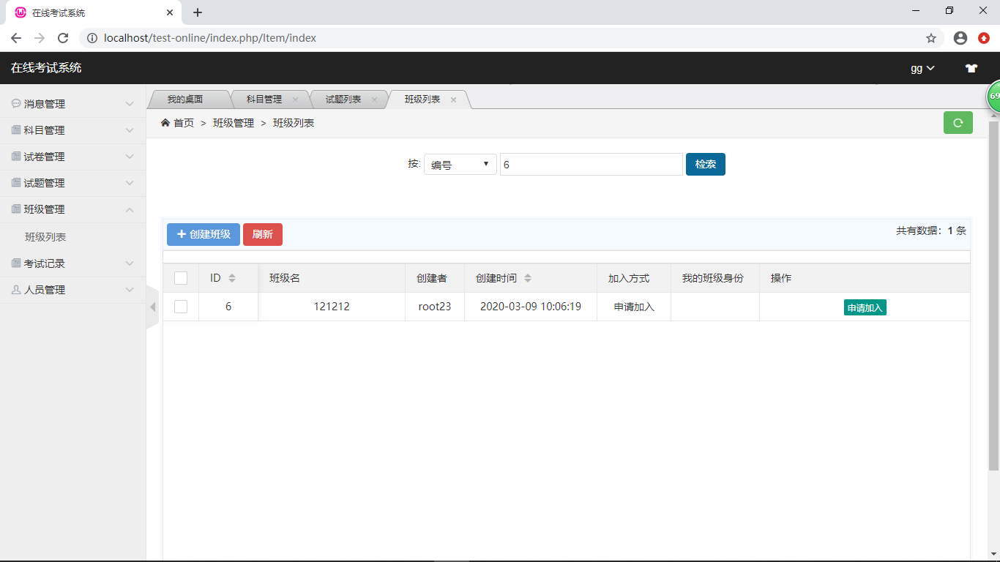 在线考试系统
localhost/test-online/index.php/Item/index
在线考试系统 gg
消息管理
科目管理
试卷管理
试题管理
班级管理
班级列表
考试记录
人员管理
我的桌面 科目管理 试题列表 班级列表
首页 > 班级管理 > 班级列表
69
按: 编号 6 检索
创建班级 刷新 共有数据：1 条
ID 班级名 创建者 创建时间 加入方式 我的班级身份 操作
6 121212 root23 2020-03-09 10:06:19 申请加入 申请加入